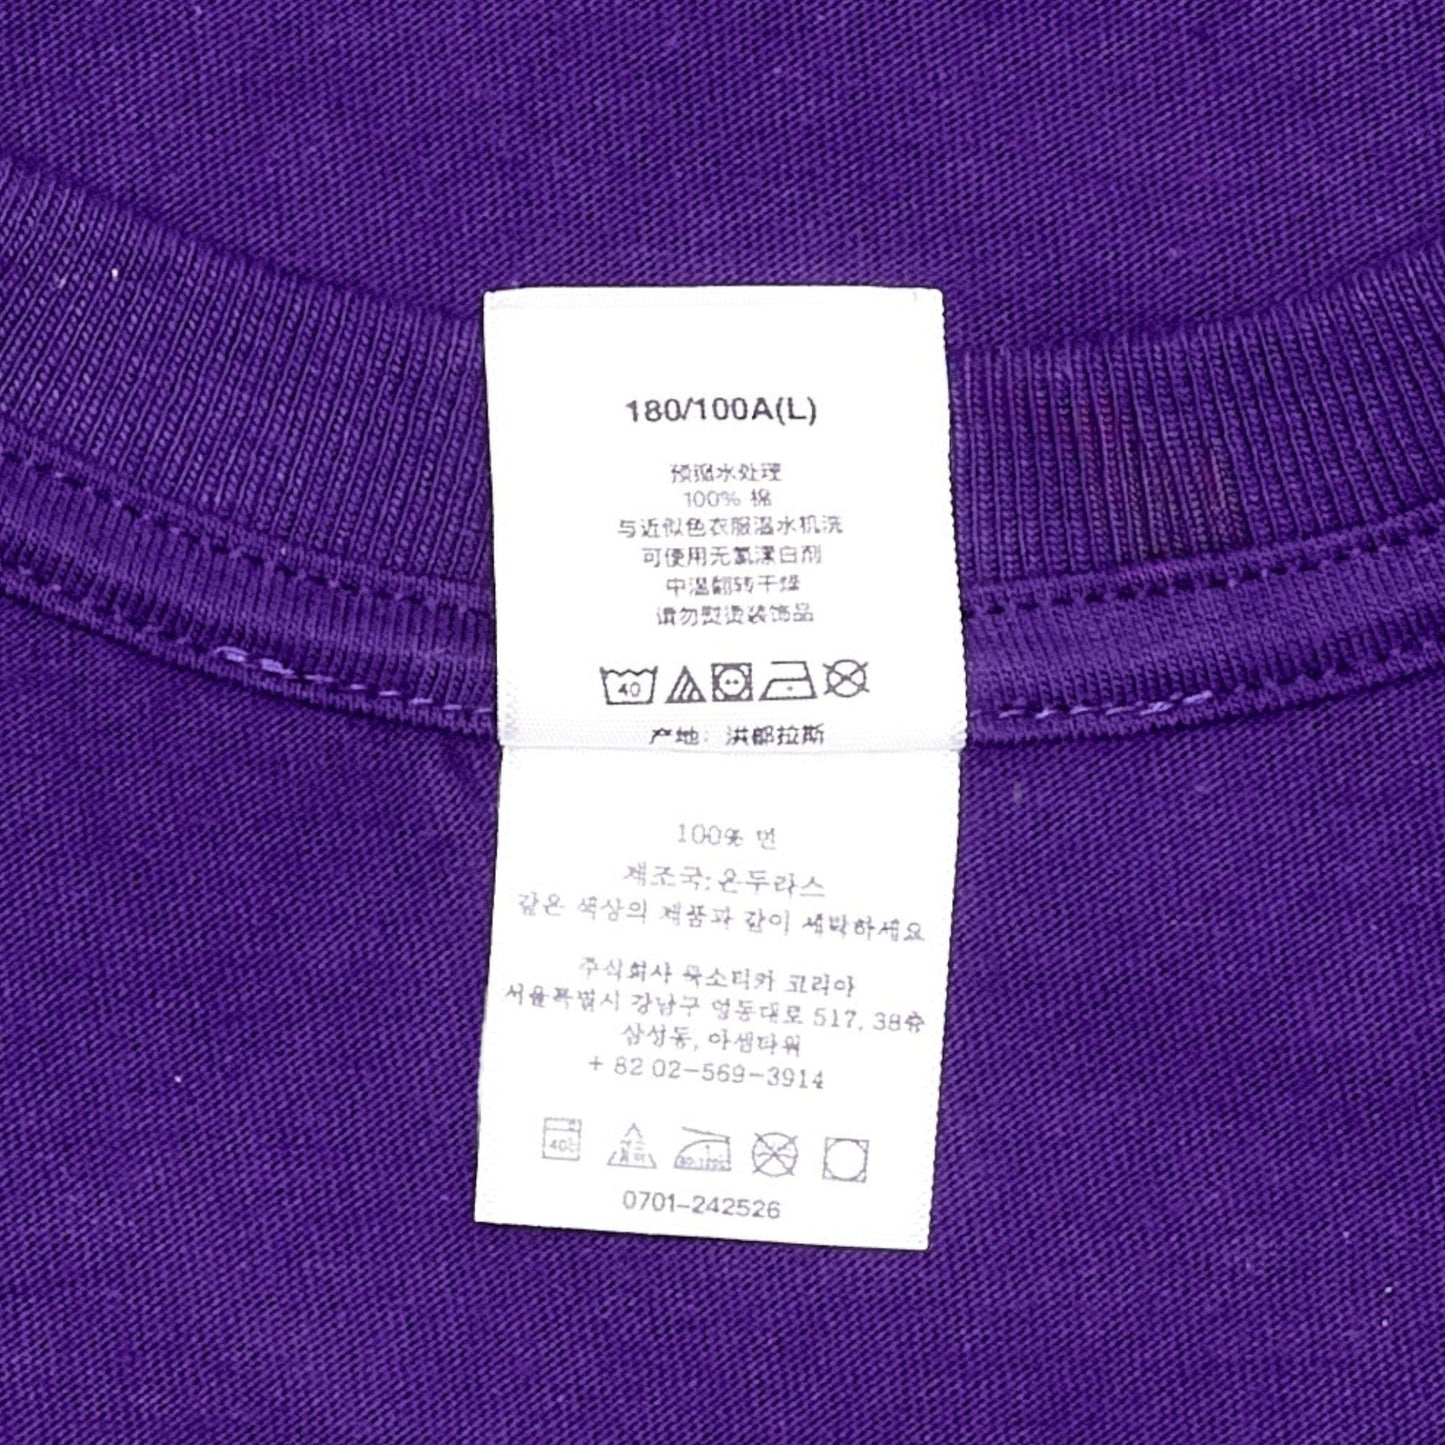 180/100A(L)
预缩水处理
100% 棉
与近似色衣服温水机洗
可使用无氯漂白剂
中温翻转干燥
请勿熨烫装饰品
40
产地：洪都拉斯
100% 면
제조국:온두라스
같은 색상의 제품과 같이 세탁하세요
주식회사 육소티카 코리아
서울특별시 강남구 영동대로 517, 38층
삼성동, 아셈타워
+ 82 02-569-3914
40℃
80-120℃
0701-242526